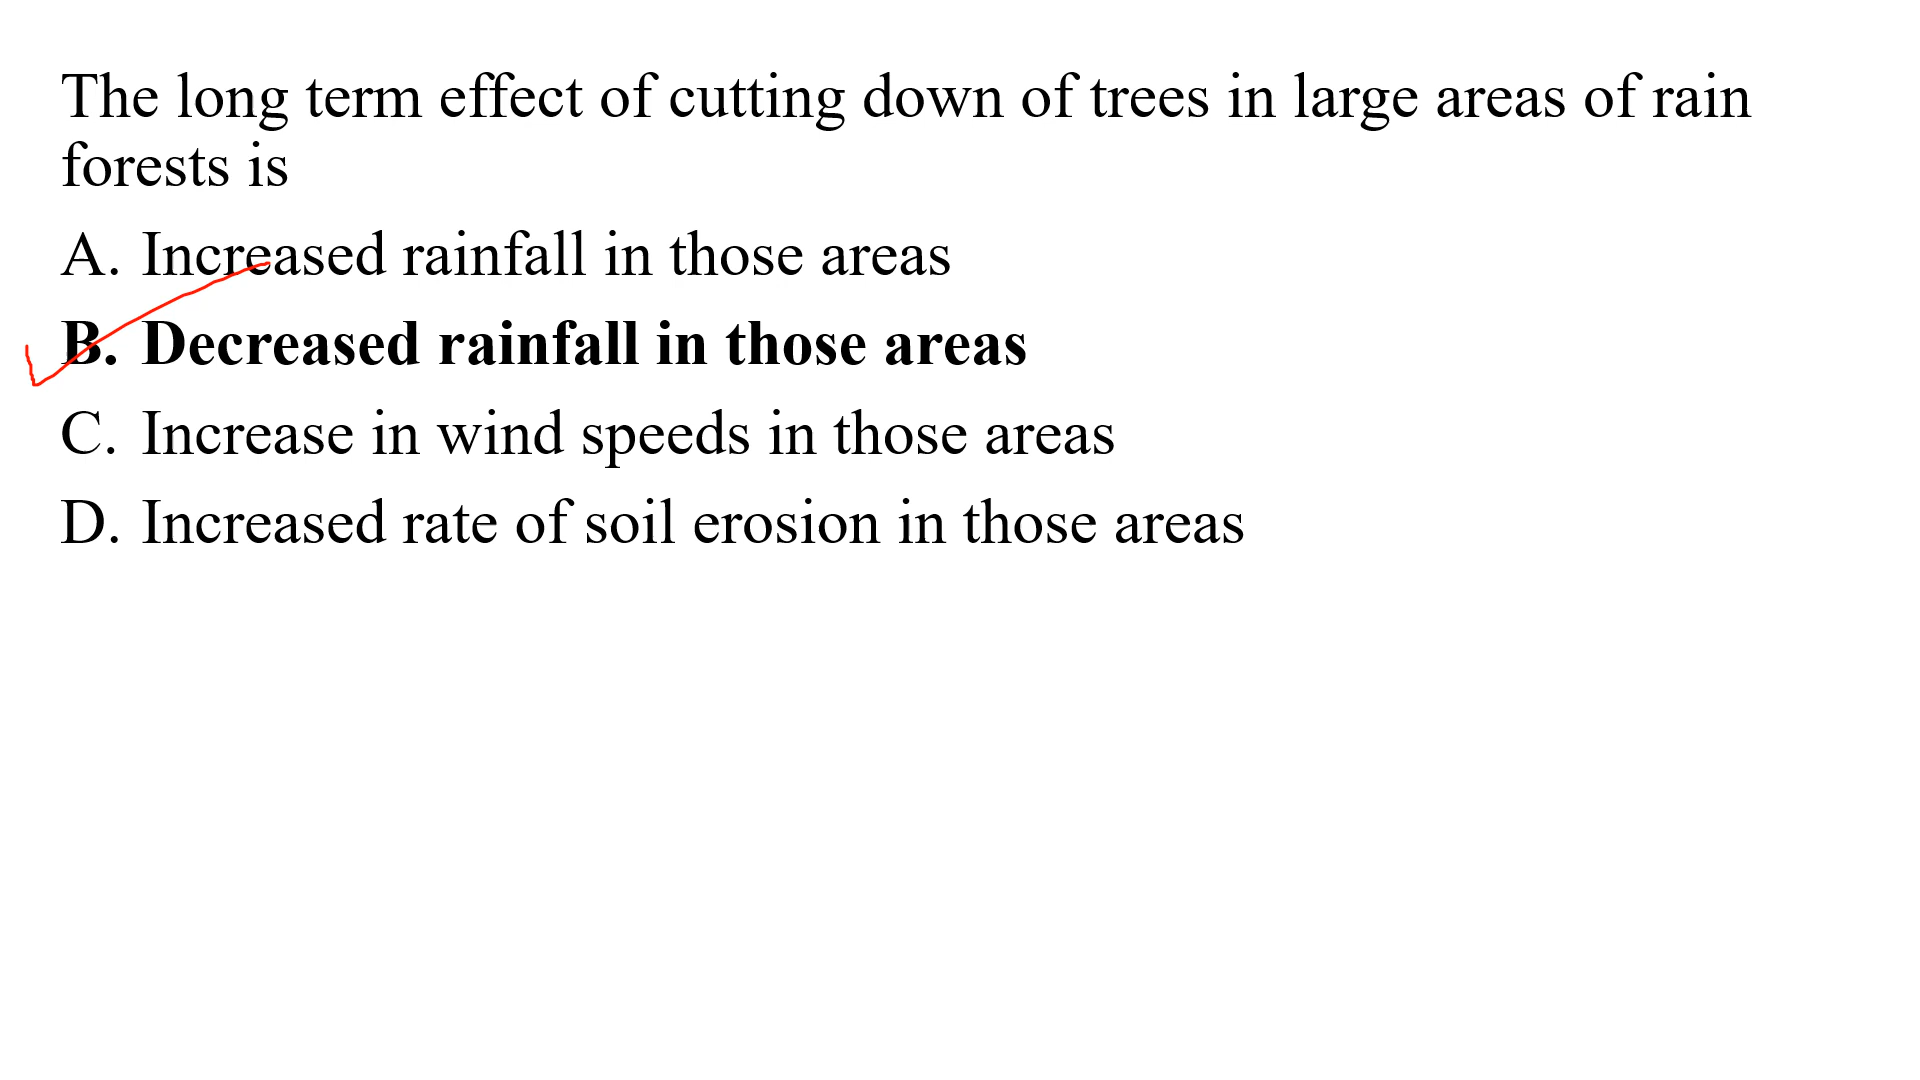 The long term effect of cutting down of trees in large areas of rain
forests is
A. Increased rainfall in those areas
B. Decreased rainfall in those areas
C. Increase in wind speeds in those areas
D. Increased rate of soil erosion in those areas